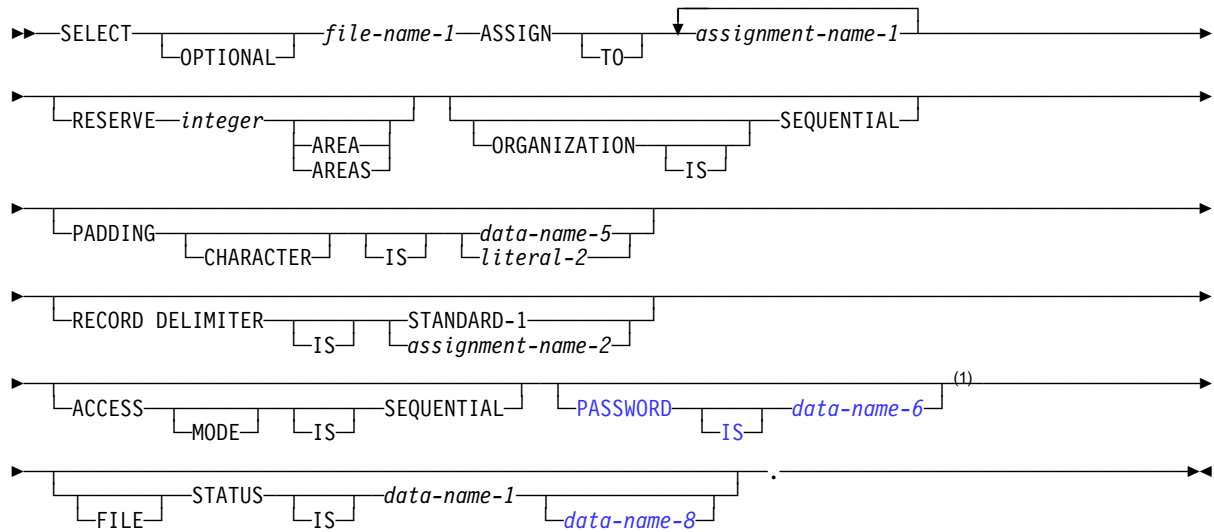 SELECT file-name-1 ASSIGN assignment-name-1
OPTIONAL TO
RESERVE integer SEQUENTIAL
AREA ORGANIZATION
AREAS IS
PADDING data-name-5
CHARACTER IS literal-2
RECORD DELIMITER STANDARD-1
IS assignment-name-2
(1)
ACCESS SEQUENTIAL PASSWORD data-name-6
MODE IS IS
STATUS data-name-1 .
FILE IS data-name-8